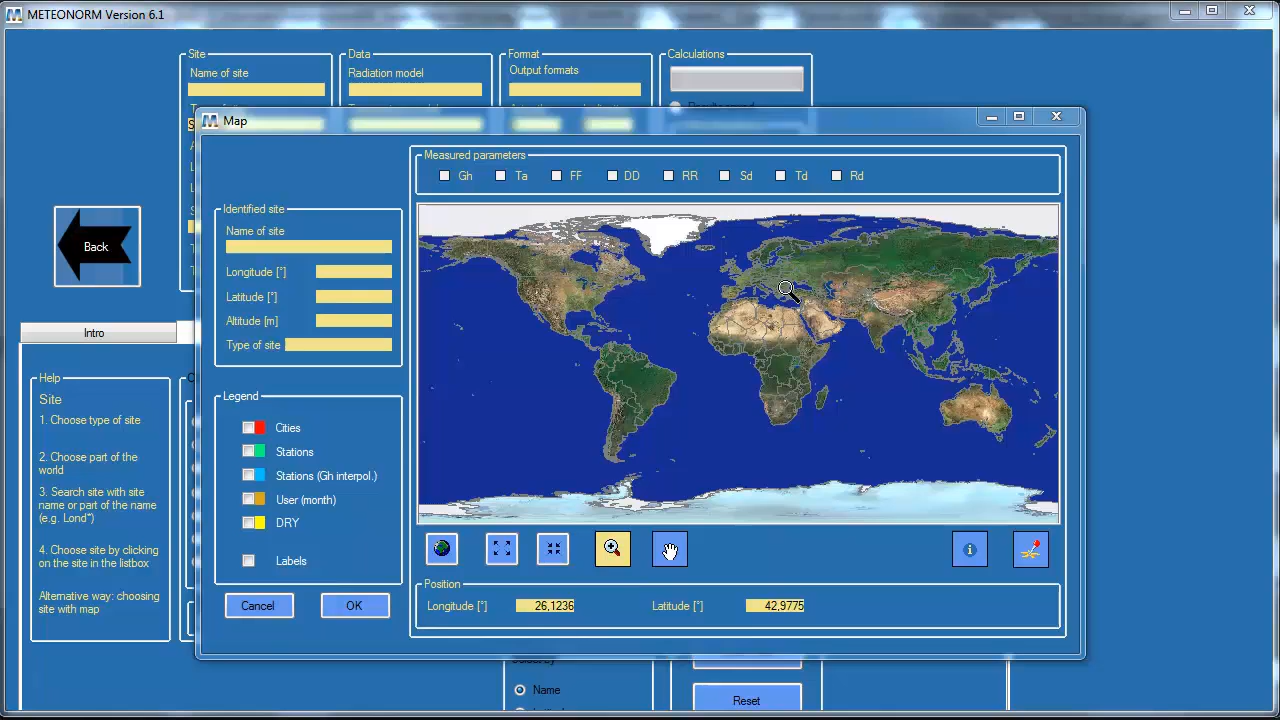 METEONORM Version 6.1
Site
Data
Format
Calculations
Name of site
Radiation model
Output formats
Map
Measured parameters
Gh
Ta
FF
DD
RR
Sd
Td
Rd
Identified site
Name of site
Longitude [°]
Latitude [°]
Altitude [m]
Type of site
Back
Intro
Help
Site
1. Choose type of site
2. Choose part of the
world
3. Search site with site
name or part of the name
(e.g. Lond*)
4. Choose site by clicking
on the site in the listbox
Alternative way: choosing
site with map
Legend
Cities
Stations
Stations (Gh interpol.)
User (month)
DRY
Labels
Cancel
OK
Position
Longitude [°]
26,1236
Latitude [°]
42,9775
Name
Reset